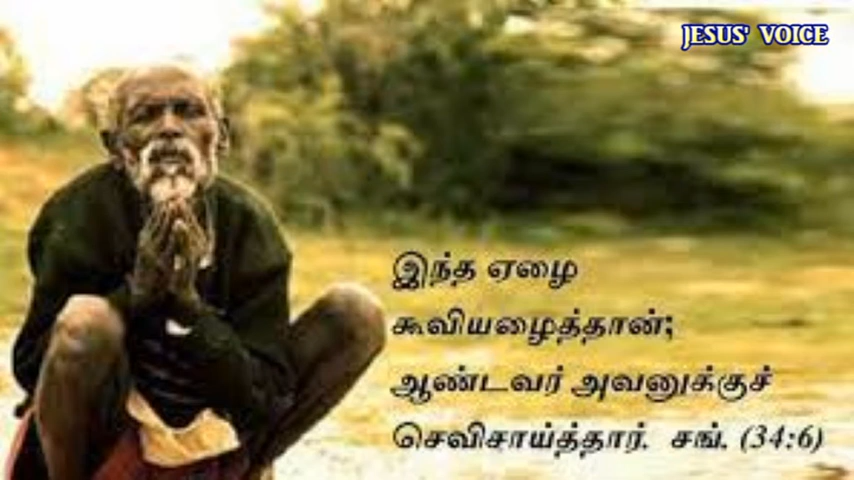 JESUS' VOICE
இந்த ஏழை
கூவியழைத்தான்;
ஆண்டவர் அவனுக்குச்
செவிசாய்த்தார். சங். (34:6)